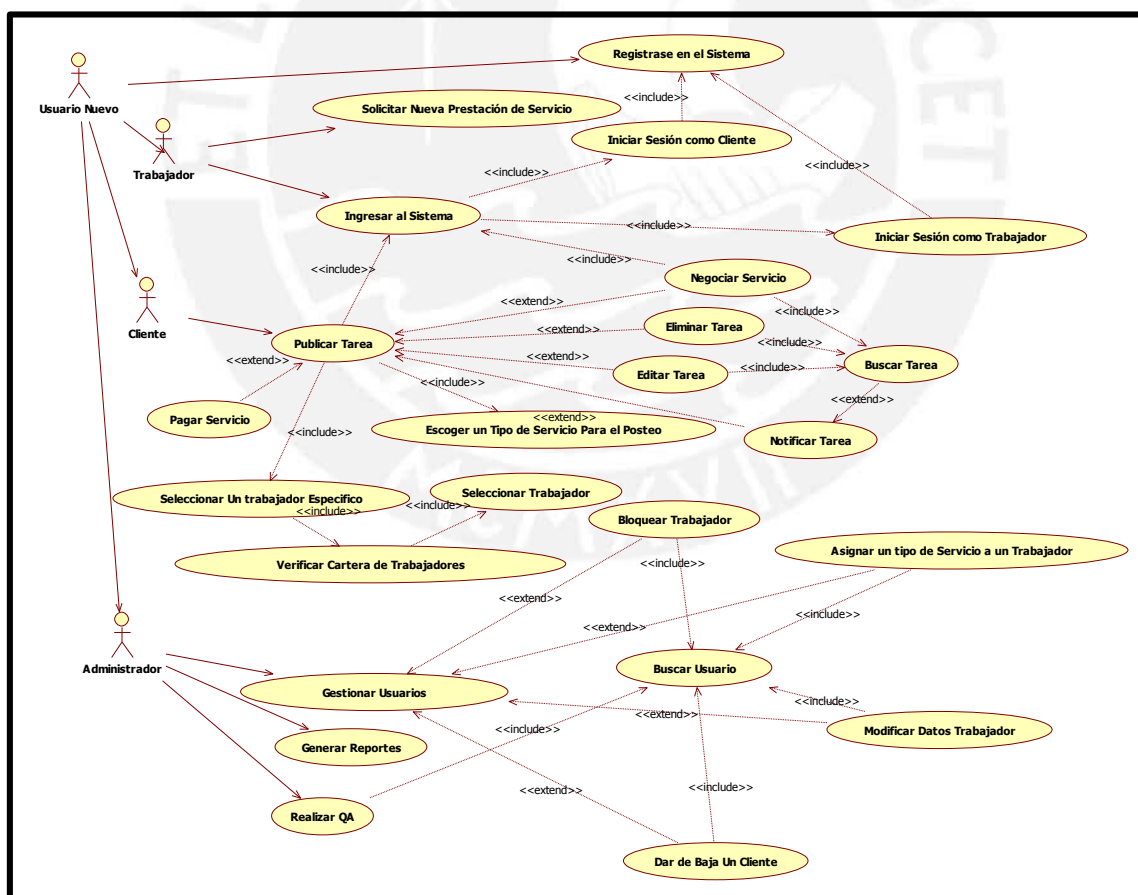 Registrase en el Sistema
Usuario Nuevo
<<include>>
Solicitar Nueva Prestación de Servicio
Iniciar Sesión como Cliente
Trabajador
<<include>>
<<include>>
Ingresar al Sistema
<<include>>
Iniciar Sesión como Trabajador
<<include>>
<<include>>
Negociar Servicio
<<extend>>
<<include>>
Cliente
Eliminar Tarea
<<extend>>
Publicar Tarea
<<include>>
<<extend>>
<<extend>>
Buscar Tarea
Editar Tarea
<<include>>
<<include>>
<<extend>>
Pagar Servicio
<<extend>>
Escoger un Tipo de Servicio Para el Posteo
<<include>>
Notificar Tarea
Seleccionar Trabajador
Seleccionar Un trabajador Especifico
<<include>>
<<include>>
Bloquear Trabajador
Verificar Cartera de Trabajadores
Asignar un tipo de Servicio a un Trabajador
<<include>>
<<extend>>
<<extend>>
<<include>>
Administrador
Buscar Usuario
Gestionar Usuarios
<<include>>
<<extend>>
<<include>>
Modificar Datos Trabajador
Generar Reportes
<<extend>>
<<include>>
Realizar QA
Dar de Baja Un Cliente
MCMXVII